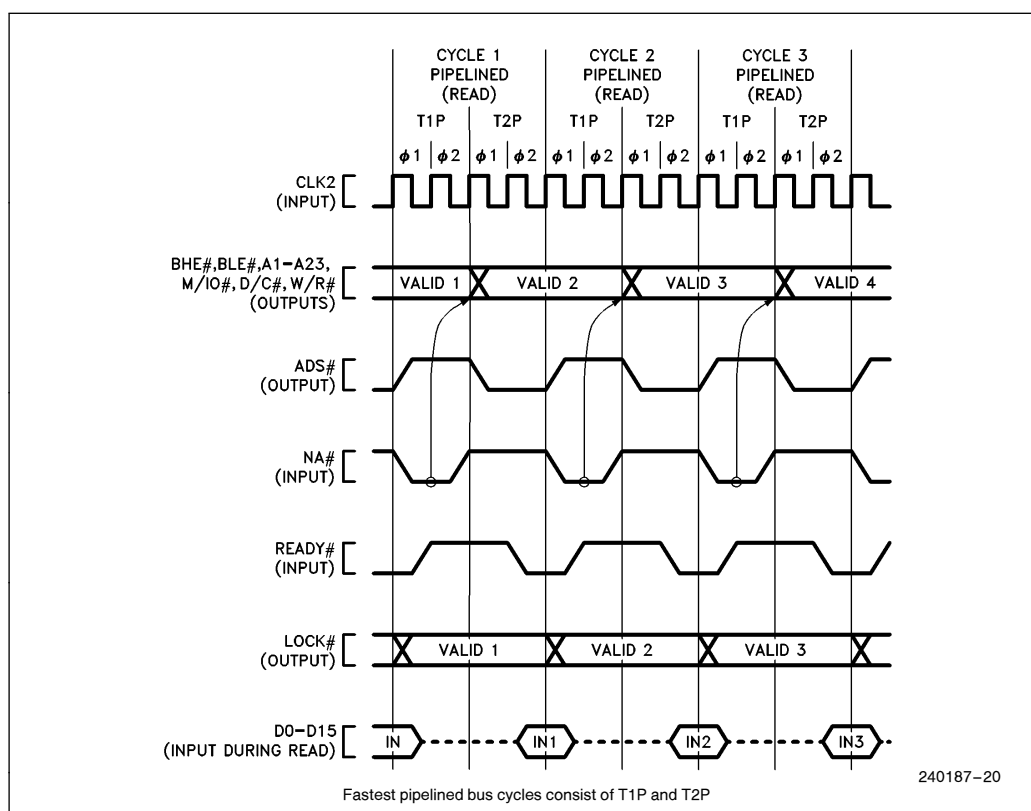 CYCLE 1
PIPELINED
(READ)
CYCLE 2
PIPELINED
(READ)
CYCLE 3
PIPELINED
(READ)
T1P T2P T1P T2P T1P T2P
ϕ1 ϕ2 ϕ1 ϕ2 ϕ1 ϕ2 ϕ1 ϕ2 ϕ1 ϕ2 ϕ1 ϕ2
CLK2
(INPUT)
BHE#,BLE#,A1–A23,
M/IO#,D/C#,W/R#
(OUTPUTS)
VALID 1 VALID 2 VALID 3 VALID 4
ADS#
(OUTPUT)
NA#
(INPUT)
READY#
(INPUT)
LOCK#
(OUTPUT)
VALID 1 VALID 2 VALID 3
D0–D15
(INPUT DURING READ)
IN IN1 IN2 IN3
240187–20
Fastest pipelined bus cycles consist of T1P and T2P